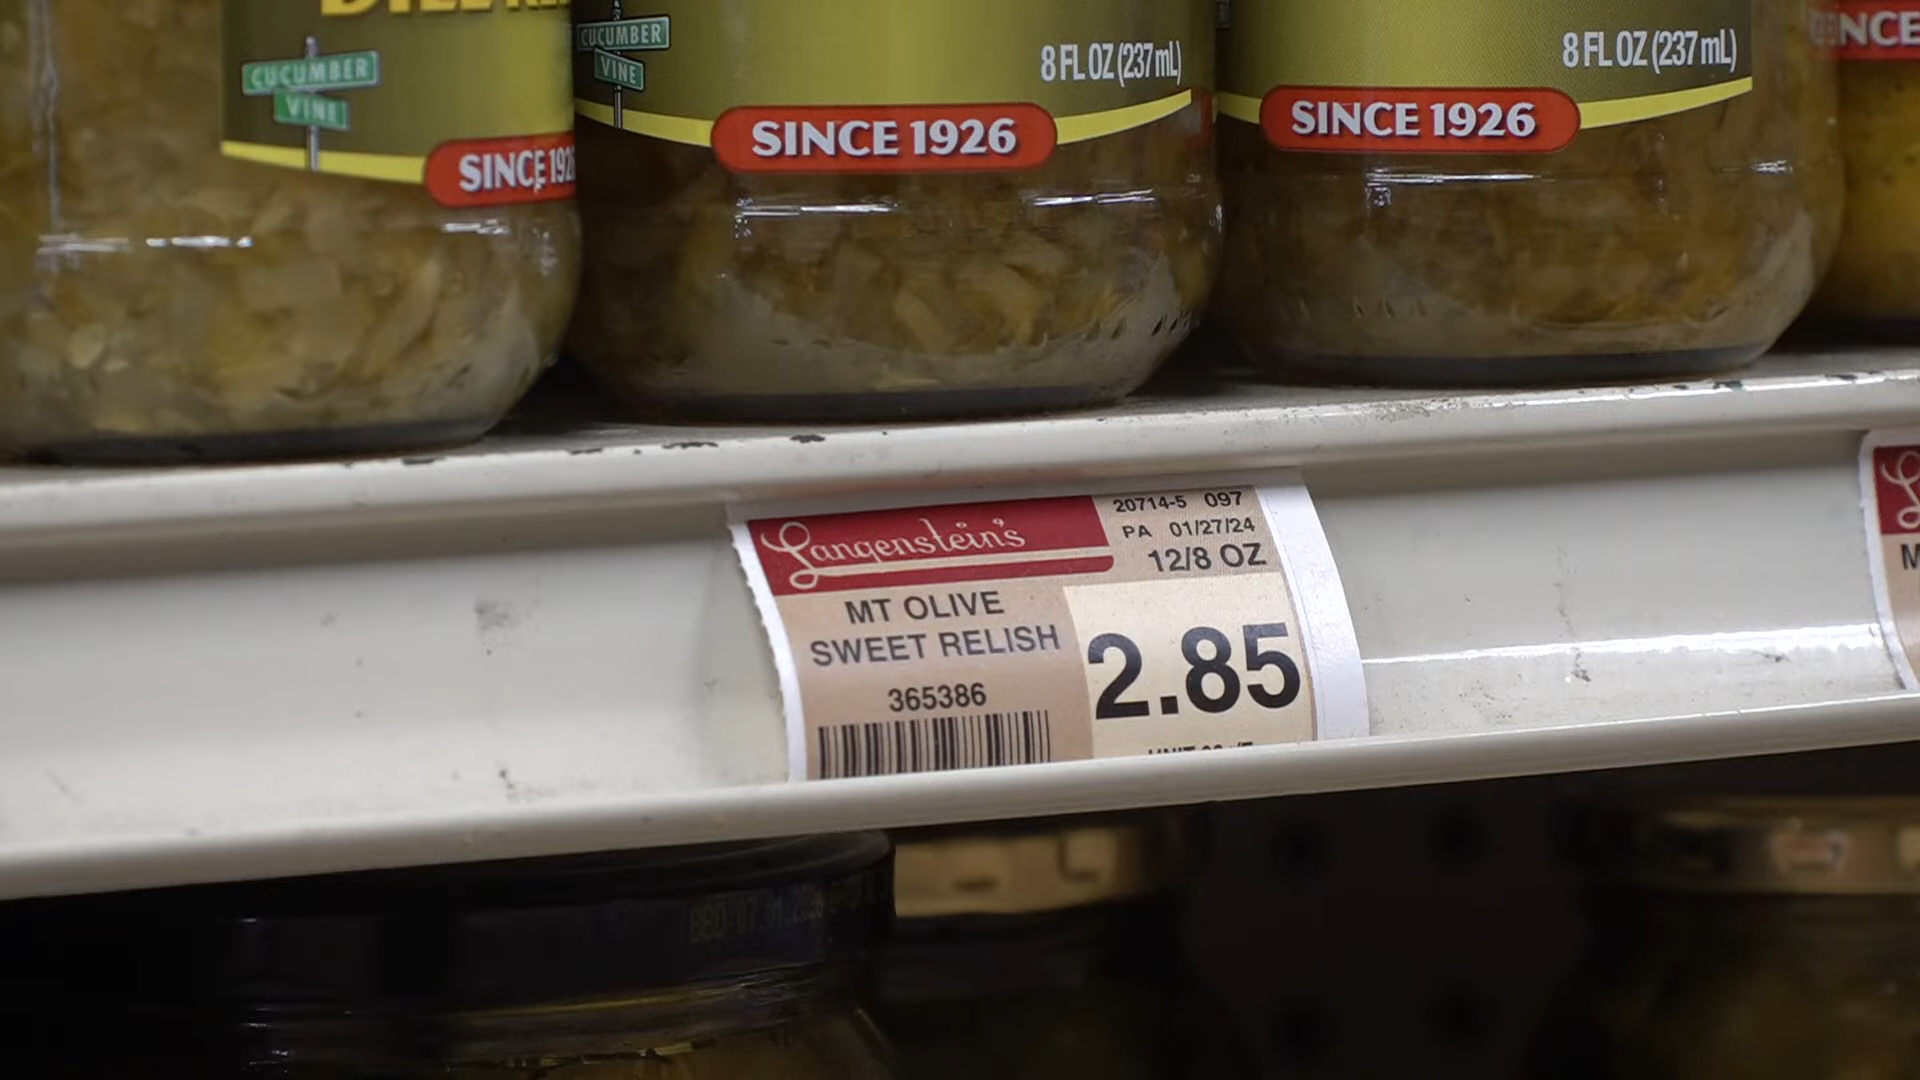 CUCUMBER
VINE
SINCE 1926
CUCUMBER
VINE
8 FL OZ (237 mL)
SINCE 1926
8 FL OZ (237 mL)
SINCE 1926
Langenstein's
20714-5 097
PA 01/27/24
12/8 OZ
MT OLIVE
SWEET RELISH
365386
2.85